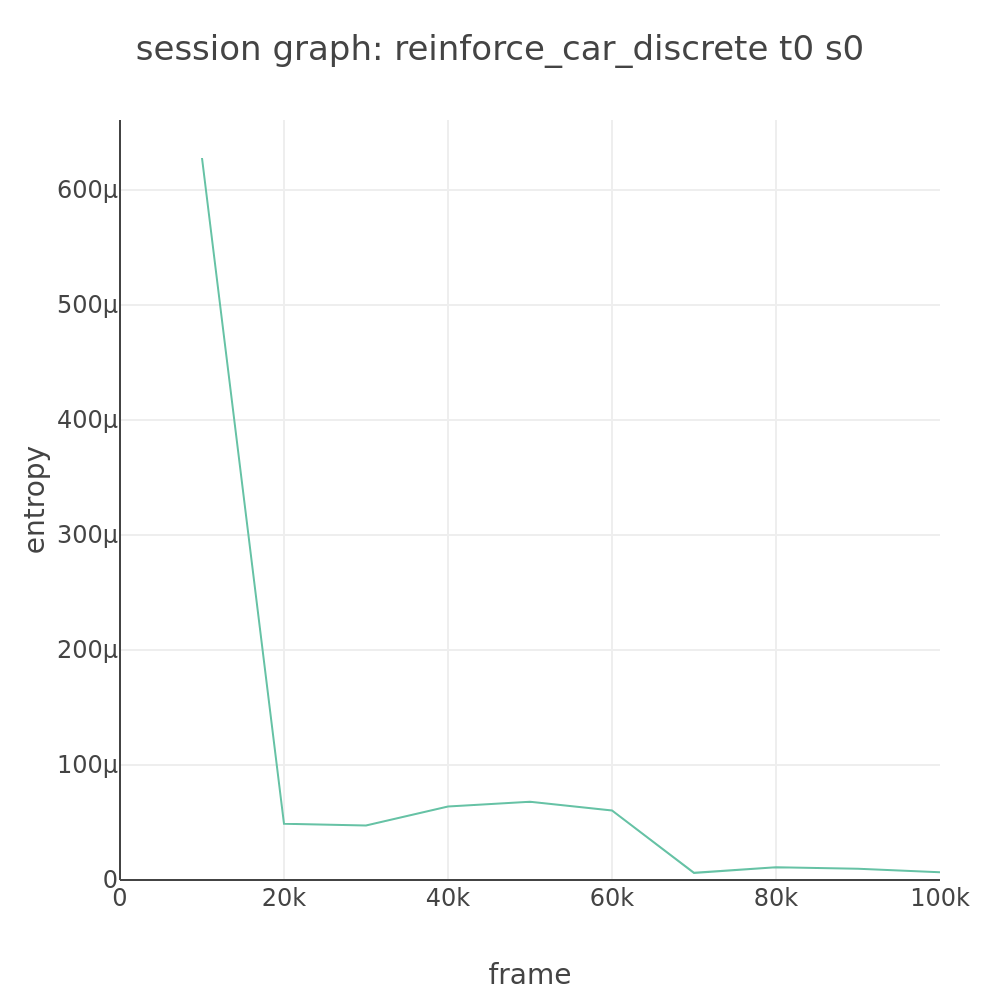 session graph: reinforce_car_discrete t0 s0
600μ
500μ
400μ
300μ
200μ
100μ
0
entropy
0 20k 40k 60k 80k 100k
frame